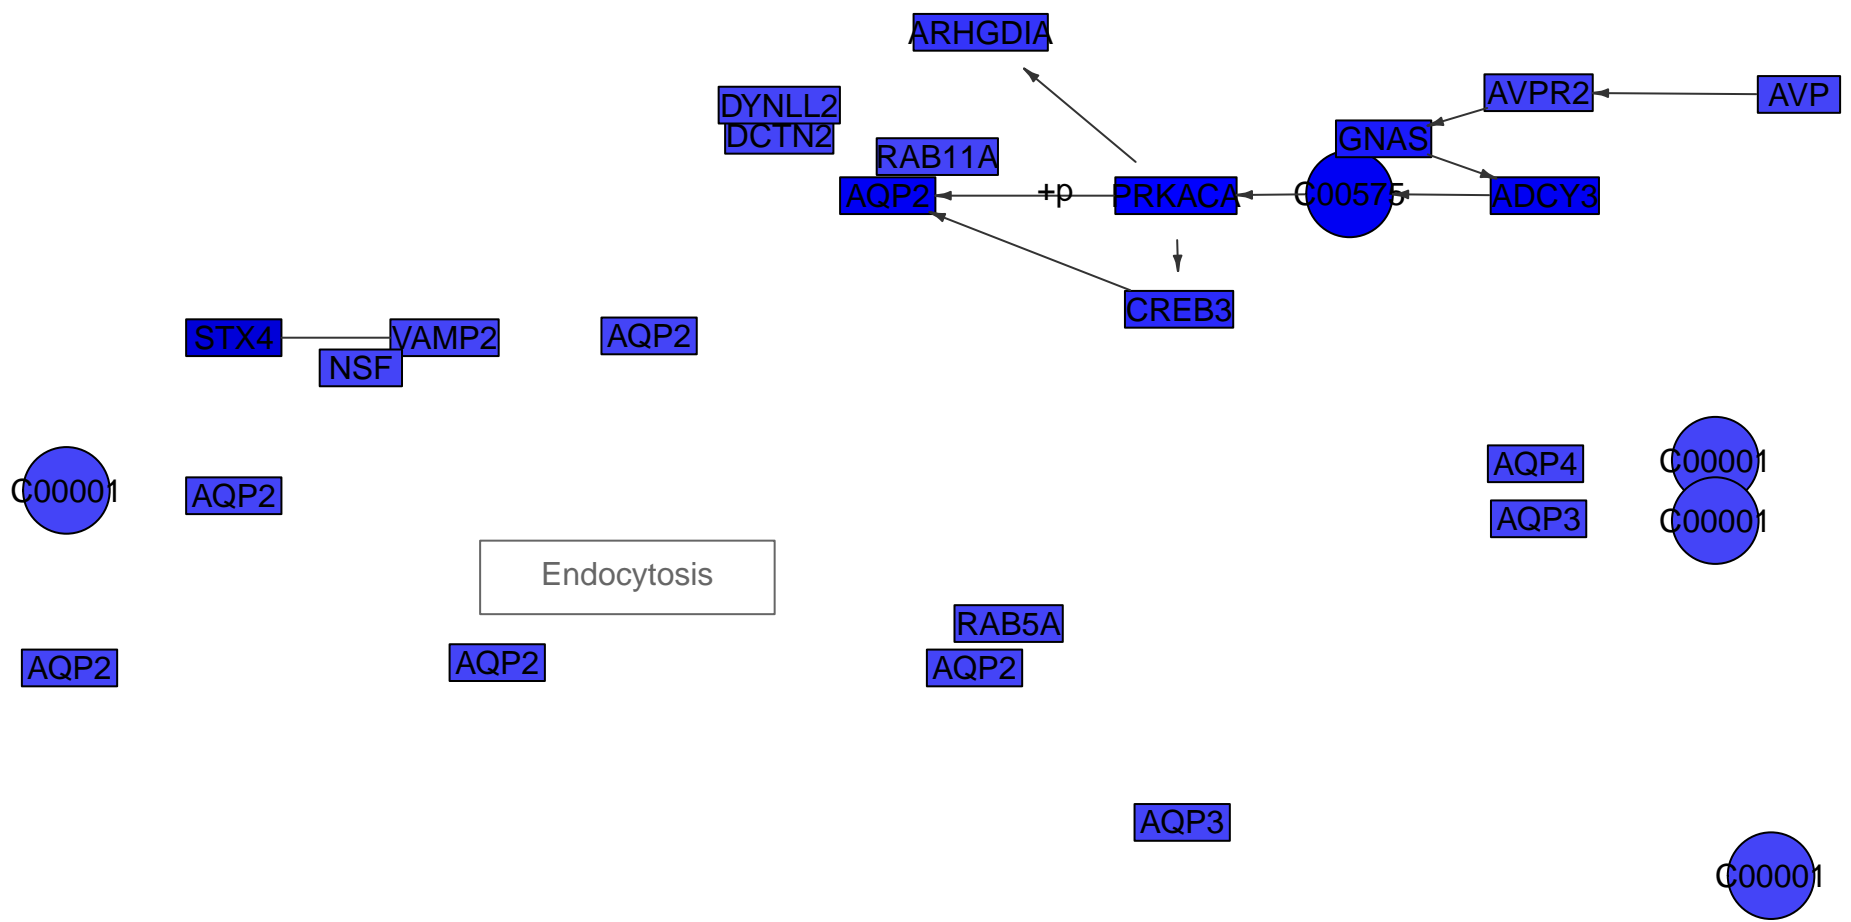 ARHGDIA
DYNLL2
AVPR2
AVP
DCTN2
GNAS
RAB11A
AQP2
+p
PRKACA
C00575
ADCY3
CREB3
STX4
VAMP2
AQP2
NSF
C00001
AQP4
C00001
AQP2
AQP3
C00001
Endocytosis
RAB5A
AQP2
AQP2
AQP2
AQP3
C00001